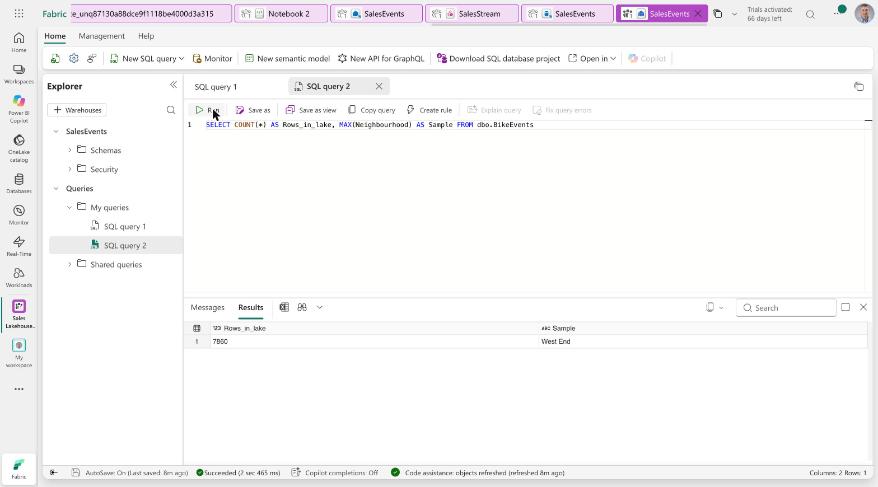 Fabric
:e_unq87130a88dce9f1118be4000d3a315
Notebook 2
SalesEvents
SalesStream
SalesEvents
SalesEvents
Trials activated:
66 days left
Home
Management
Help
New SQL query
Monitor
New semantic model
New API for GraphQL
Download SQL database project
Open in
Copilot
Home
Workspaces
Power BI
Copilot
OneLake
catalog
Databases
Monitor
Real-Time
Workloads
Sales
Lakehouse..
My
workspace
Fabric
Explorer
+ Warehouses
SalesEvents
Schemas
Security
Queries
My queries
SQL query 1
SQL query 2
Shared queries
SQL query 1
SQL query 2
Run
Save as
Save as view
Copy query
Create rule
Explain query
Fix query errors
1 SELECT COUNT(*) AS Rows_in_lake, MAX(Neighbourhood) AS Sample FROM dbo.BikeEvents
Messages
Results
Search
123 Rows_in_lake
abc Sample
1 7860 West End
AutoSave: On (Last saved: 8m ago)
Succeeded (2 sec 465 ms)
Copilot completions: Off
Code assistance: objects refreshed (refreshed 8m ago)
Columns: 2 Rows: 1